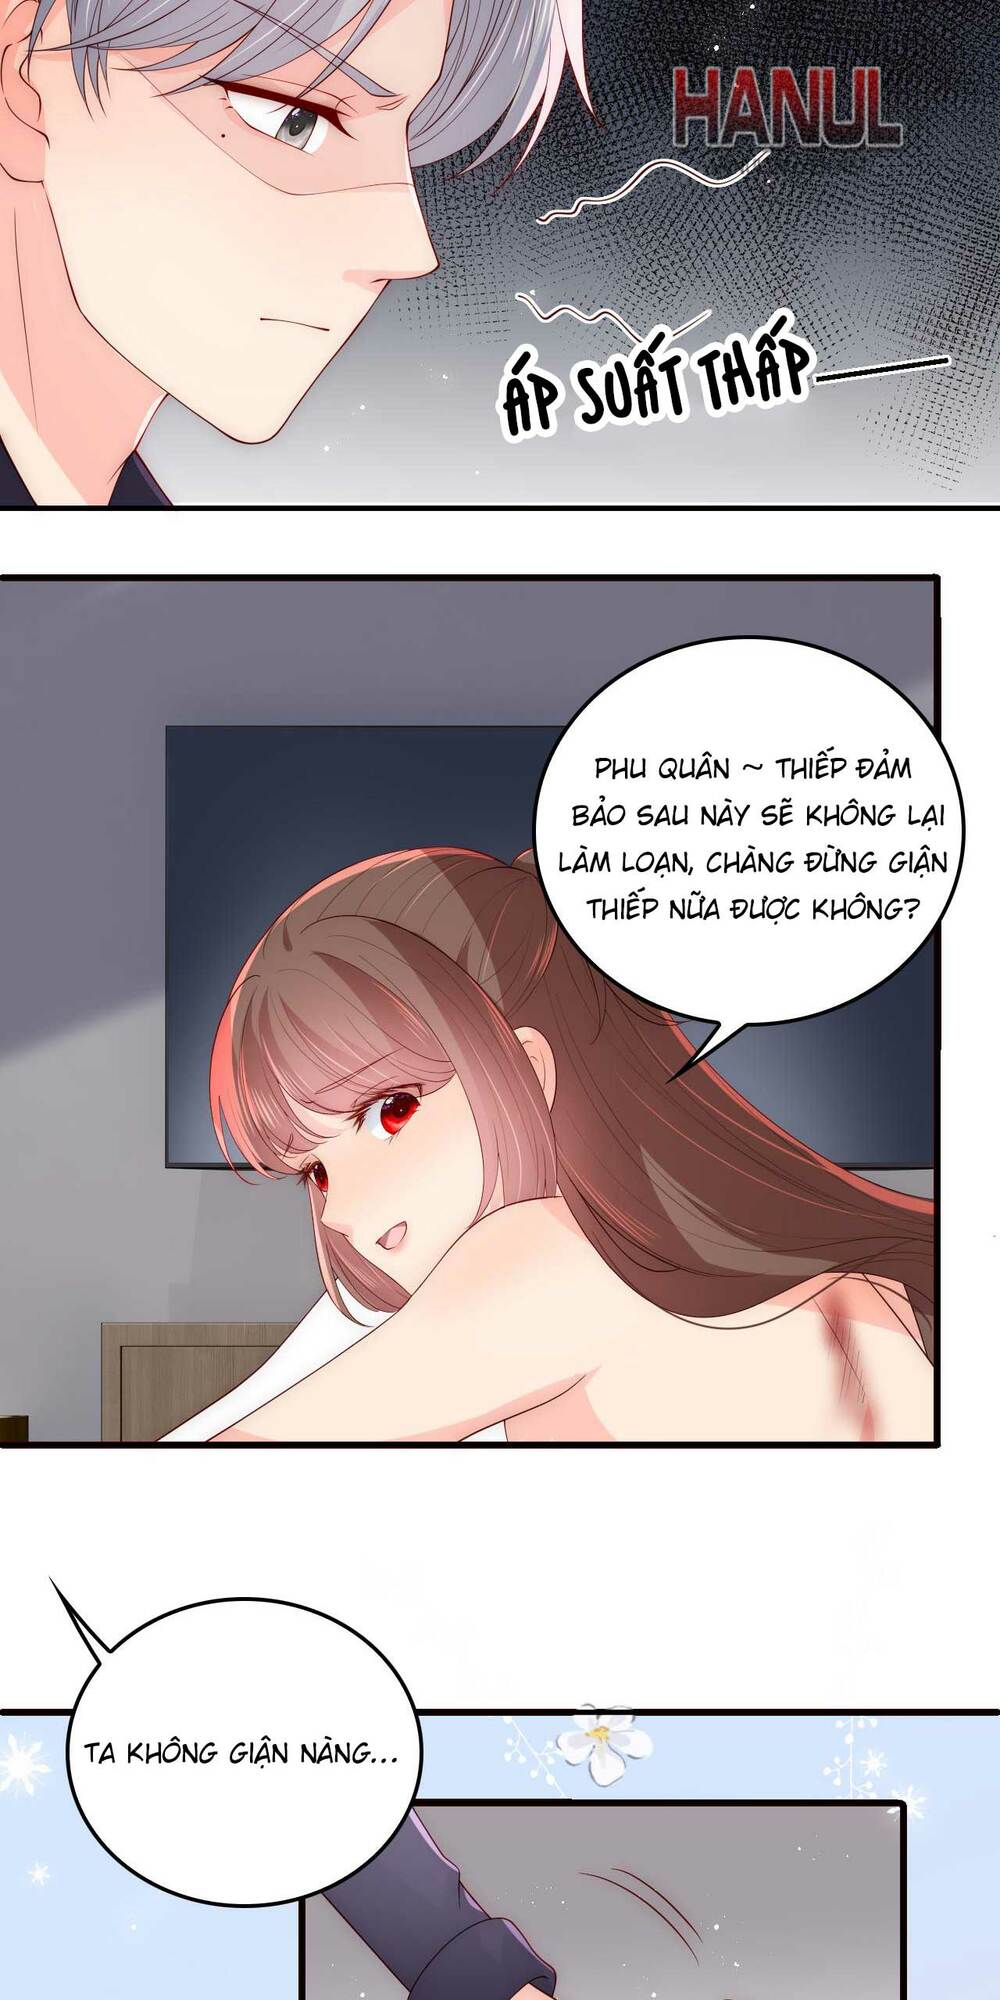 HANUL
ÁP SUẤT THẤP
PHU QUÂN ~ THIẾP ĐẢM
BẢO SAU NÀY SẼ KHÔNG LẠI
LÀM LOẠN, CHÀNG ĐỪNG GIẬN
THIẾP NỮA ĐƯỢC KHÔNG?
TA KHÔNG GIẬN NÀNG...